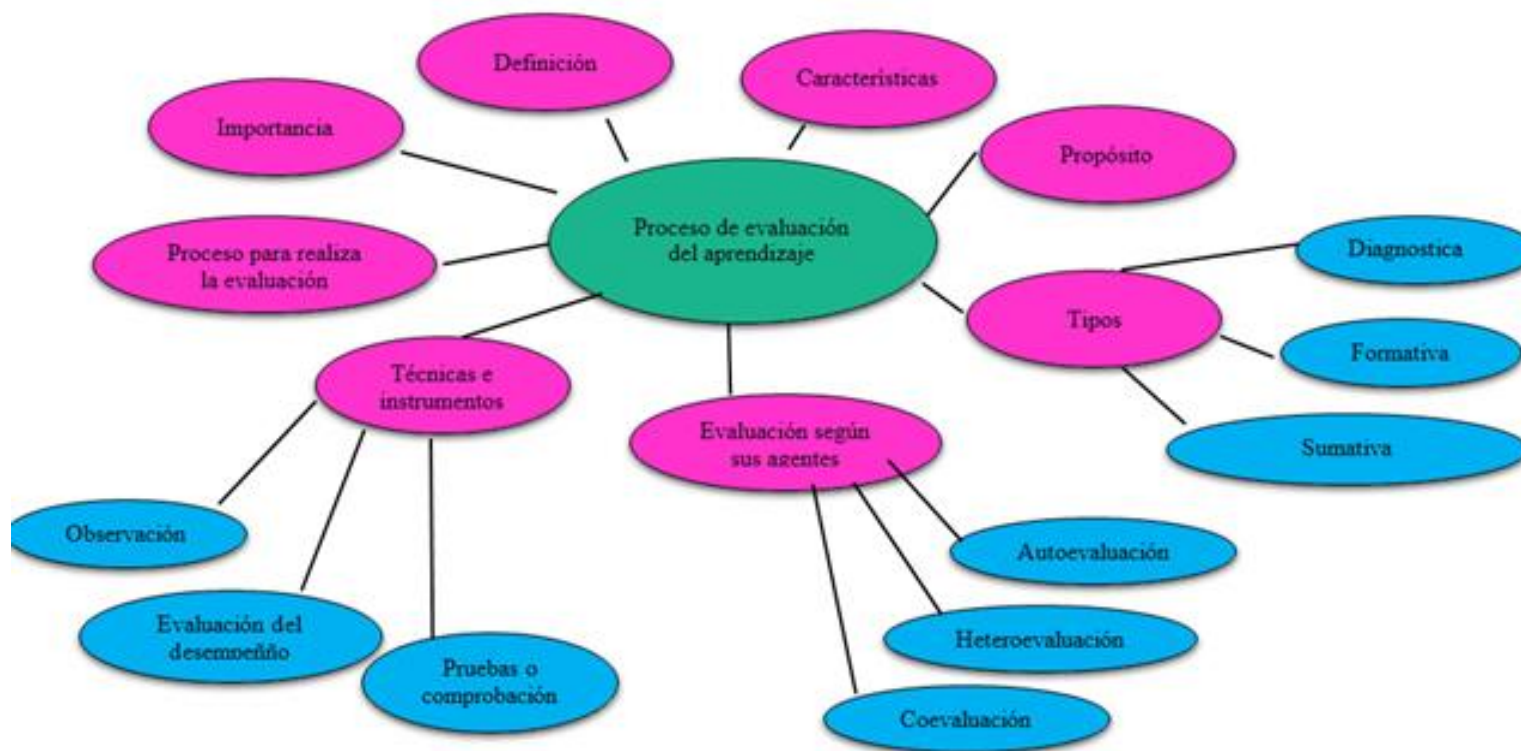 Definición
Características
Importancia
Propósito
Proceso de evaluación
del aprendizaje
Proceso para realiza
la evaluación
Diagnostica
Tipos
Formativa
Técnicas e
instrumentos
Evaluación según
sus agentes
Sumativa
Observación
Autoevaluación
Evaluación del
desempeñño
Heteroevaluación
Pruebas o
comprobación
Coevaluación